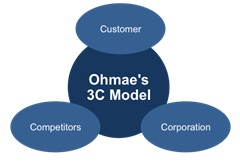 Customer
Ohmae's
3C Model
Competitors
Corporation